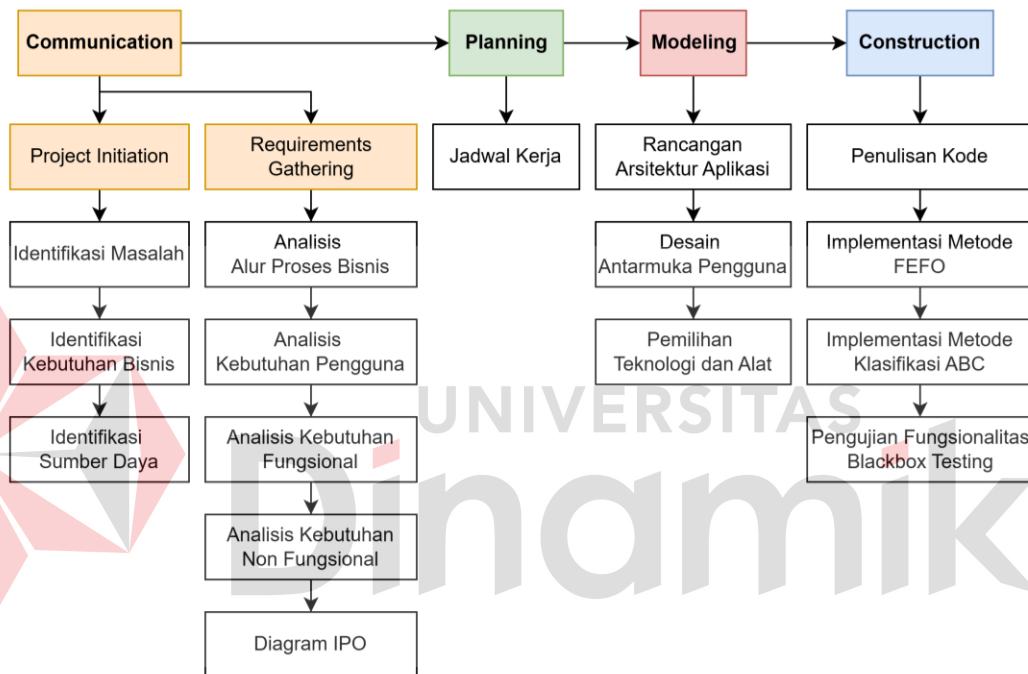 Communication
Planning
Modeling
Construction
Project Initiation
Requirements
Gathering
Jadwal Kerja
Rancangan
Arsitektur Aplikasi
Penulisan Kode
Identifikasi Masalah
Analisis
Alur Proses Bisnis
Desain
Antarmuka Pengguna
Implementasi Metode
FEFO
Identifikasi
Kebutuhan Bisnis
Analisis
Kebutuhan Pengguna
Pemilihan
Teknologi dan Alat
Implementasi Metode
Klasifikasi ABC
Identifikasi
Sumber Daya
Analisis Kebutuhan
Fungsional
Pengujian Fungsionalitas
Blackbox Testing
Analisis Kebutuhan
Non Fungsional
Diagram IPO
UNIVERSITAS
Dinamik